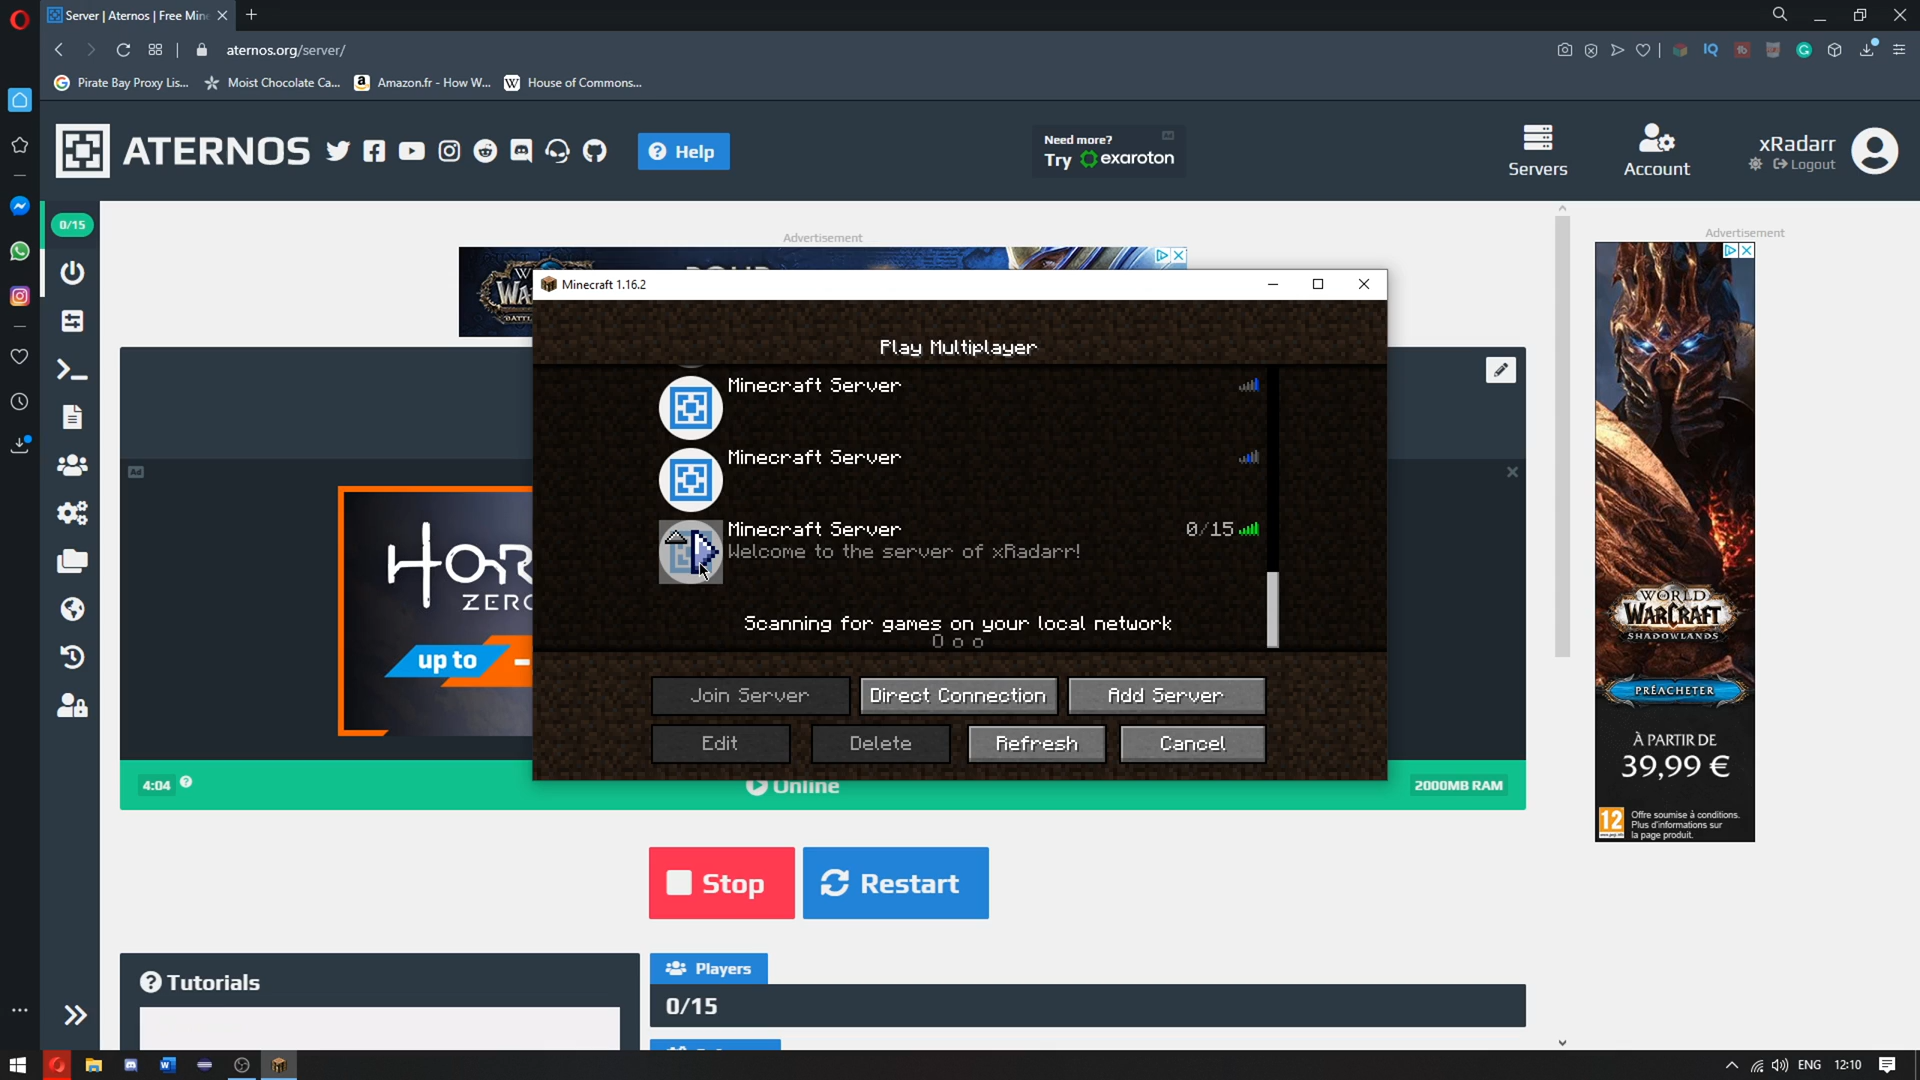 Server | Aternos | Free Mine
aternos.org/server/
Pirate Bay Proxy Lis...
Moist Chocolate Ca...
Amazon.fr - How W...
House of Commons...
ATERNOS
Help
Need more?
Ad
Try exaroton
Servers
Account
xRadarr
Logout
0/15
Advertisement
Advertisement
Minecraft 1.16.2
Play Multiplayer
Minecraft Server
Minecraft Server
Minecraft Server
0/15
Welcome to the server of xRadarr!
Scanning for games on your local network
O o o
Join Server
Direct Connection
Add Server
Edit
Delete
Refresh
Cancel
Ad
HOR
ZERO
up to
4:04
Online
2000MB RAM
Stop
Restart
Tutorials
Players
0/15
WORLD
WARCRAFT
SHADOWLANDS
PRÉACHETER
À PARTIR DE
39,99 €
12
Offre soumise à conditions.
Plus d'informations sur
la page produit.
ENG
12:10